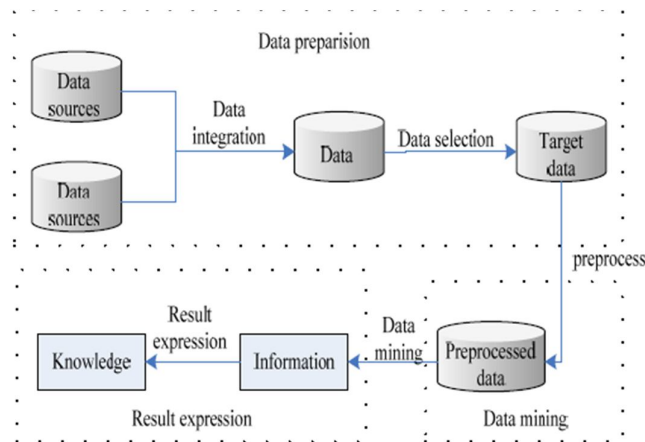 Data preparision
Data
sources
Data
integration
Data
Data selection
Target
data
Data
sources
preprocess
Result
expression
Data
mining
Knowledge
Information
Preprocessed
data
Result expression
Data mining